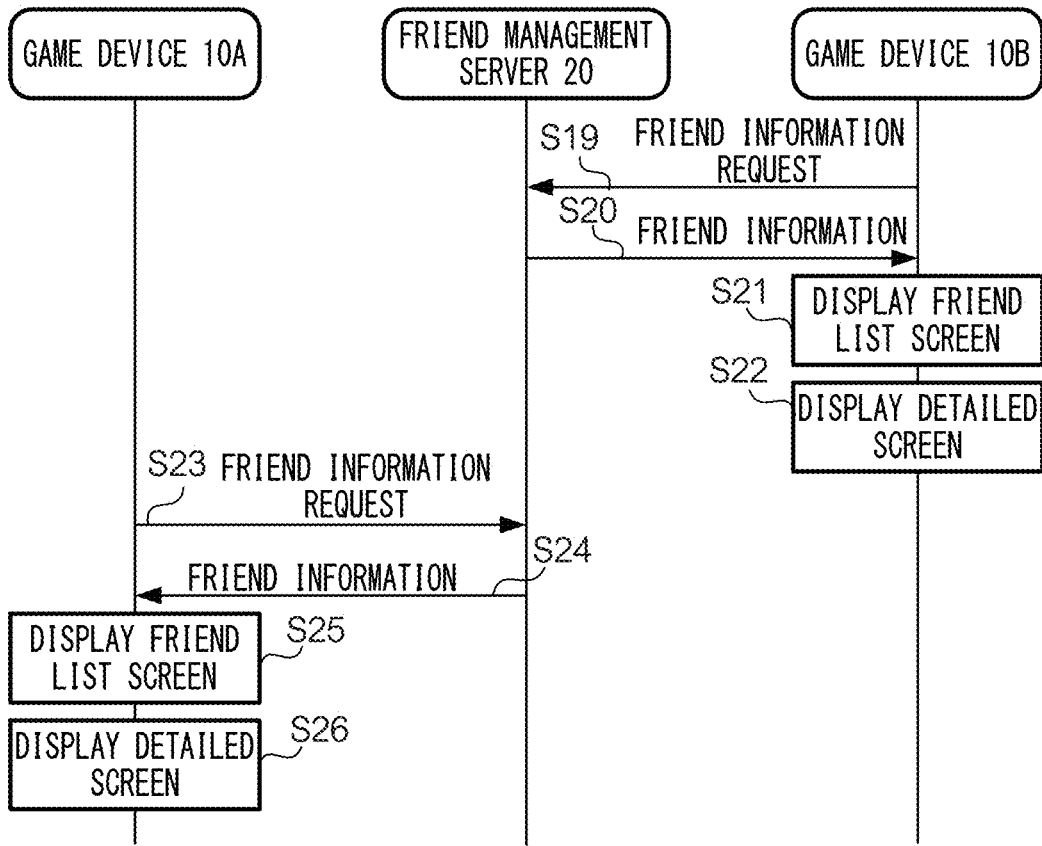 GAME DEVICE 10A
FRIEND MANAGEMENT
SERVER 20
GAME DEVICE 10B
S19
FRIEND INFORMATION
REQUEST
S20
FRIEND INFORMATION
S21
DISPLAY FRIEND
LIST SCREEN
S22
DISPLAY DETAILED
SCREEN
S23
FRIEND INFORMATION
REQUEST
S24
FRIEND INFORMATION
DISPLAY FRIEND
LIST SCREEN
S25
DISPLAY DETAILED
SCREEN
S26